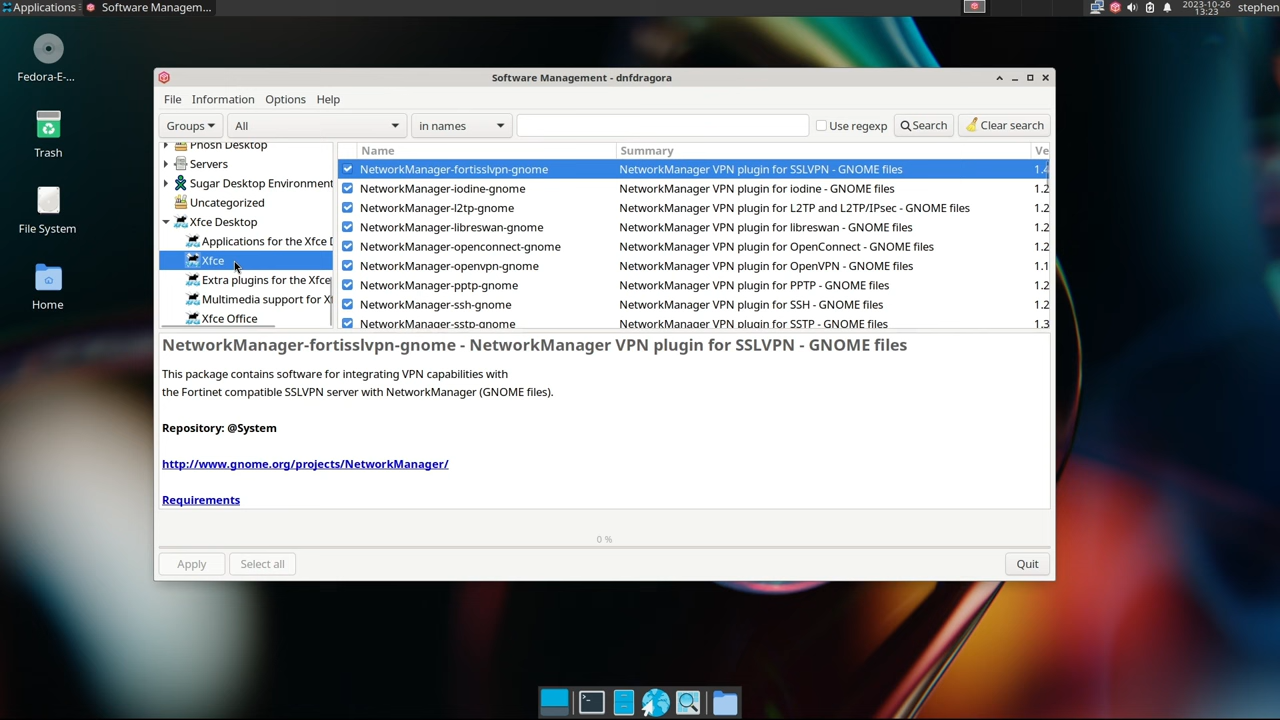 Applications
Software Managem...
2023-10-26
13:23
stephen
Fedora-E-...
Trash
File System
Home
Software Management - dnfdragora
File Information Options Help
Groups All in names Use regexp Search Clear search
Phosh Desktop
Servers
Sugar Desktop Environment
Uncategorized
Xfce Desktop
Applications for the Xfce D
Xfce
Extra plugins for the Xfce
Multimedia support for Xf
Xfce Office
Name Summary Ve
NetworkManager-fortisslvpn-gnome NetworkManager VPN plugin for SSLVPN - GNOME files 1.4
NetworkManager-iodine-gnome NetworkManager VPN plugin for iodine - GNOME files 1.2
NetworkManager-l2tp-gnome NetworkManager VPN plugin for L2TP and L2TP/IPsec - GNOME files 1.2
NetworkManager-libreswan-gnome NetworkManager VPN plugin for libreswan - GNOME files 1.2
NetworkManager-openconnect-gnome NetworkManager VPN plugin for OpenConnect - GNOME files 1.2
NetworkManager-openvpn-gnome NetworkManager VPN plugin for OpenVPN - GNOME files 1.1
NetworkManager-pptp-gnome NetworkManager VPN plugin for PPTP - GNOME files 1.2
NetworkManager-ssh-gnome NetworkManager VPN plugin for SSH - GNOME files 1.2
NetworkManager-sstp-gnome NetworkManager VPN plugin for SSTP - GNOME files 1.3
NetworkManager-fortisslvpn-gnome - NetworkManager VPN plugin for SSLVPN - GNOME files
This package contains software for integrating VPN capabilities with
the Fortinet compatible SSLVPN server with NetworkManager (GNOME files).
Repository: @System
http://www.gnome.org/projects/NetworkManager/
Requirements
0 %
Apply Select all Quit